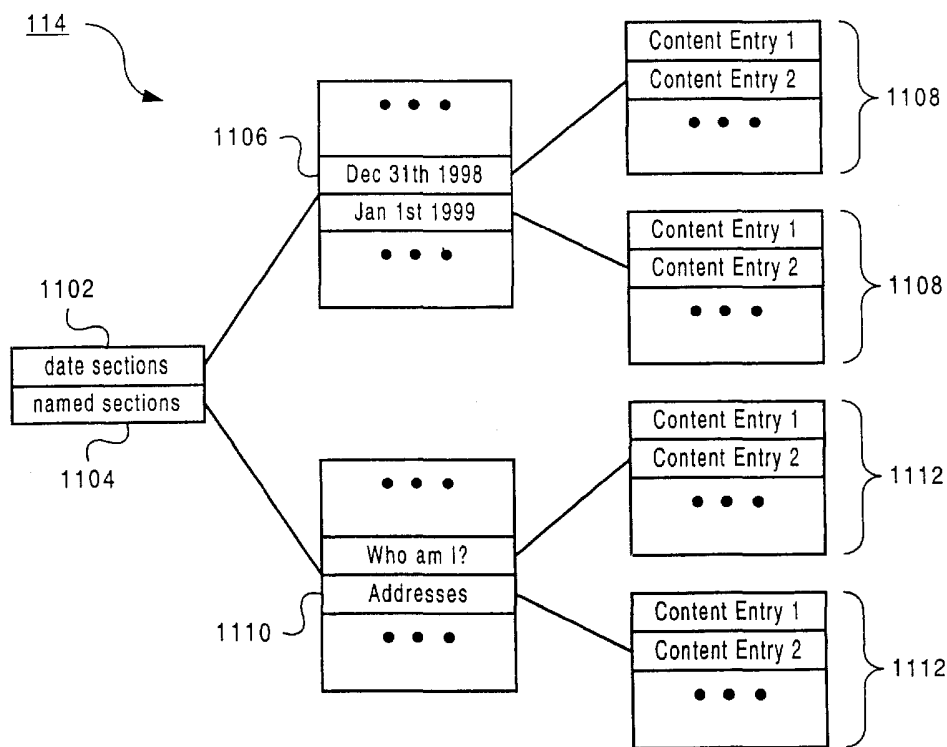 114
1102
date sections
named sections
1104
1106
• • •
Dec 31th 1998
Jan 1st 1999
• • •
Content Entry 1
Content Entry 2
• • •
1108
Content Entry 1
Content Entry 2
• • •
1108
• • •
Who am I?
Addresses
• • •
1110
Content Entry 1
Content Entry 2
• • •
1112
Content Entry 1
Content Entry 2
• • •
1112